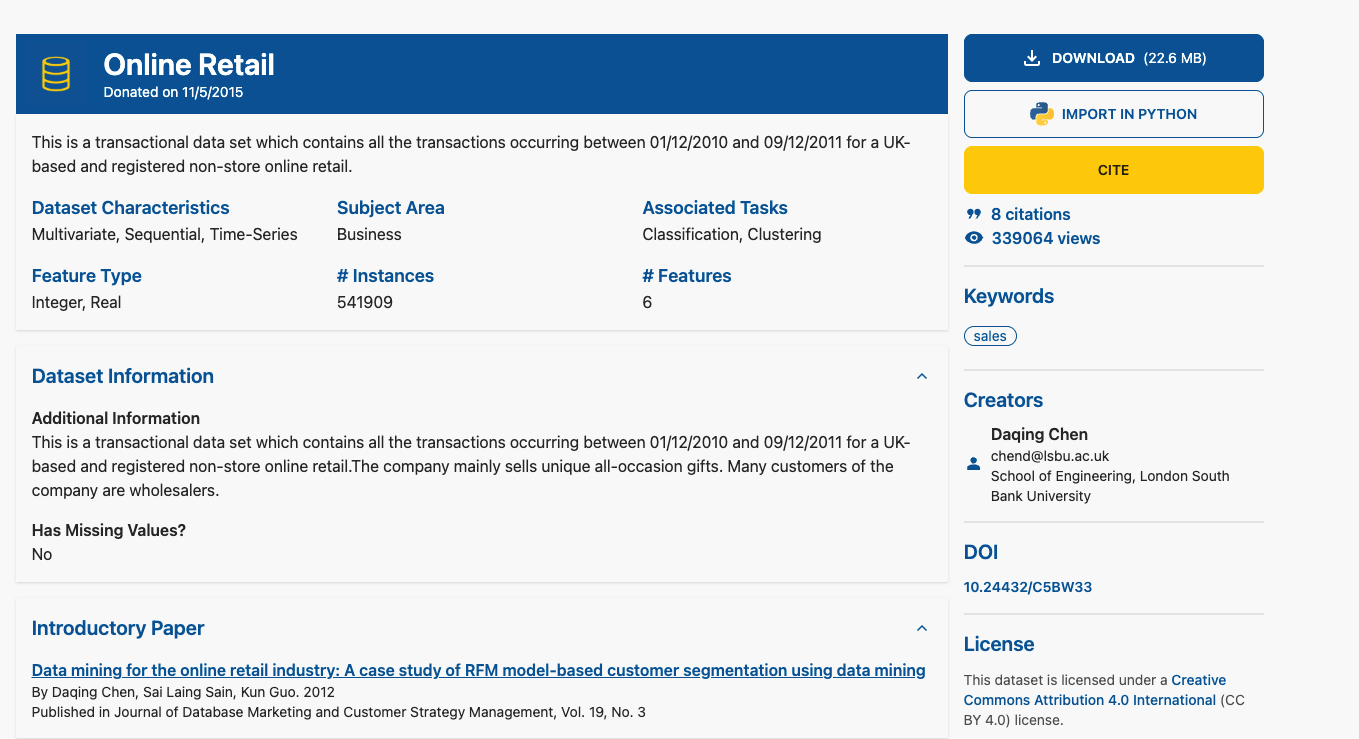 Online Retail
Donated on 11/5/2015
This is a transactional data set which contains all the transactions occurring between 01/12/2010 and 09/12/2011 for a UK-
based and registered non-store online retail.
Dataset Characteristics
Multivariate, Sequential, Time-Series
Subject Area
Business
Associated Tasks
Classification, Clustering
Feature Type
Integer, Real
# Instances
541909
# Features
6
Dataset Information
Additional Information
This is a transactional data set which contains all the transactions occurring between 01/12/2010 and 09/12/2011 for a UK-
based and registered non-store online retail.The company mainly sells unique all-occasion gifts. Many customers of the
company are wholesalers.
Has Missing Values?
No
Introductory Paper
Data mining for the online retail industry: A case study of RFM model-based customer segmentation using data mining
By Daqing Chen, Sai Laing Sain, Kun Guo. 2012
Published in Journal of Database Marketing and Customer Strategy Management, Vol. 19, No. 3
DOWNLOAD (22.6 MB)
IMPORT IN PYTHON
CITE
8 citations
339064 views
Keywords
sales
Creators
Daqing Chen
chend@lsbu.ac.uk
School of Engineering, London South
Bank University
DOI
10.24432/C5BW33
License
This dataset is licensed under a Creative
Commons Attribution 4.0 International (CC
BY 4.0) license.